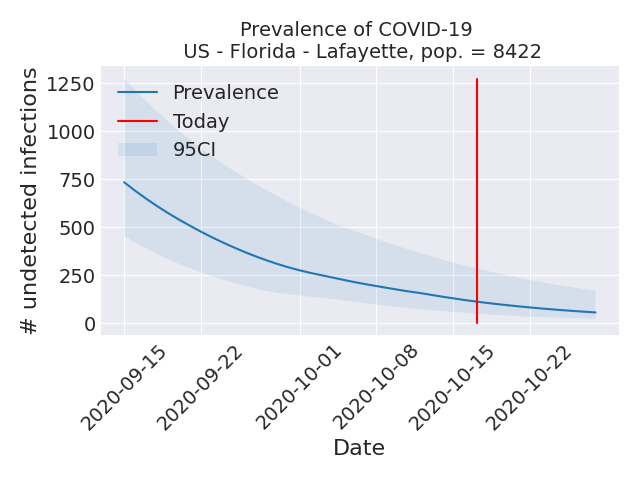 Prevalence of COVID-19
US - Florida - Lafayette, pop. = 8422
# undetected infections
1250
1000
750
500
250
0
Prevalence
Today
95CI
2020-09-15
2020-09-22
2020-10-01
2020-10-08
2020-10-15
2020-10-22
Date